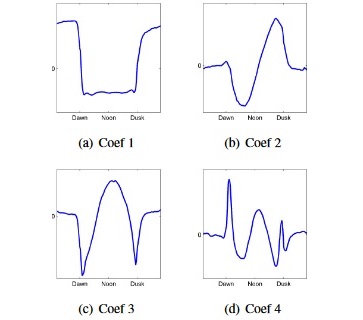 0
Dawn Noon Dusk
(a) Coef 1
0
Dawn Noon Dusk
(b) Coef 2
0
Dawn Noon Dusk
(c) Coef 3
0
Dawn Noon Dusk
(d) Coef 4